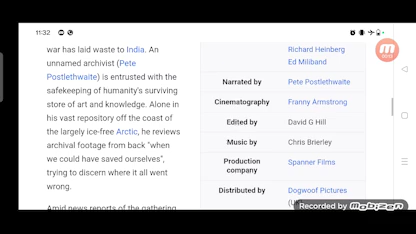 11:32
00:12
war has laid waste to India. An
unnamed archivist (Pete
Postlethwaite) is entrusted with the
safekeeping of humanity's surviving
store of art and knowledge. Alone in
his vast repository off the coast of
the largely ice-free Arctic, he reviews
archival footage from back "when
we could have saved ourselves",
trying to discern where it all went
wrong.
Amid news reports of the gathering
Richard Heinberg
Ed Miliband
Narrated by Pete Postlethwaite
Cinematography Franny Armstrong
Edited by David G Hill
Music by Chris Brierley
Production Spanner Films
company
Distributed by Dogwoof Pictures
Recorded by MOBIZEN